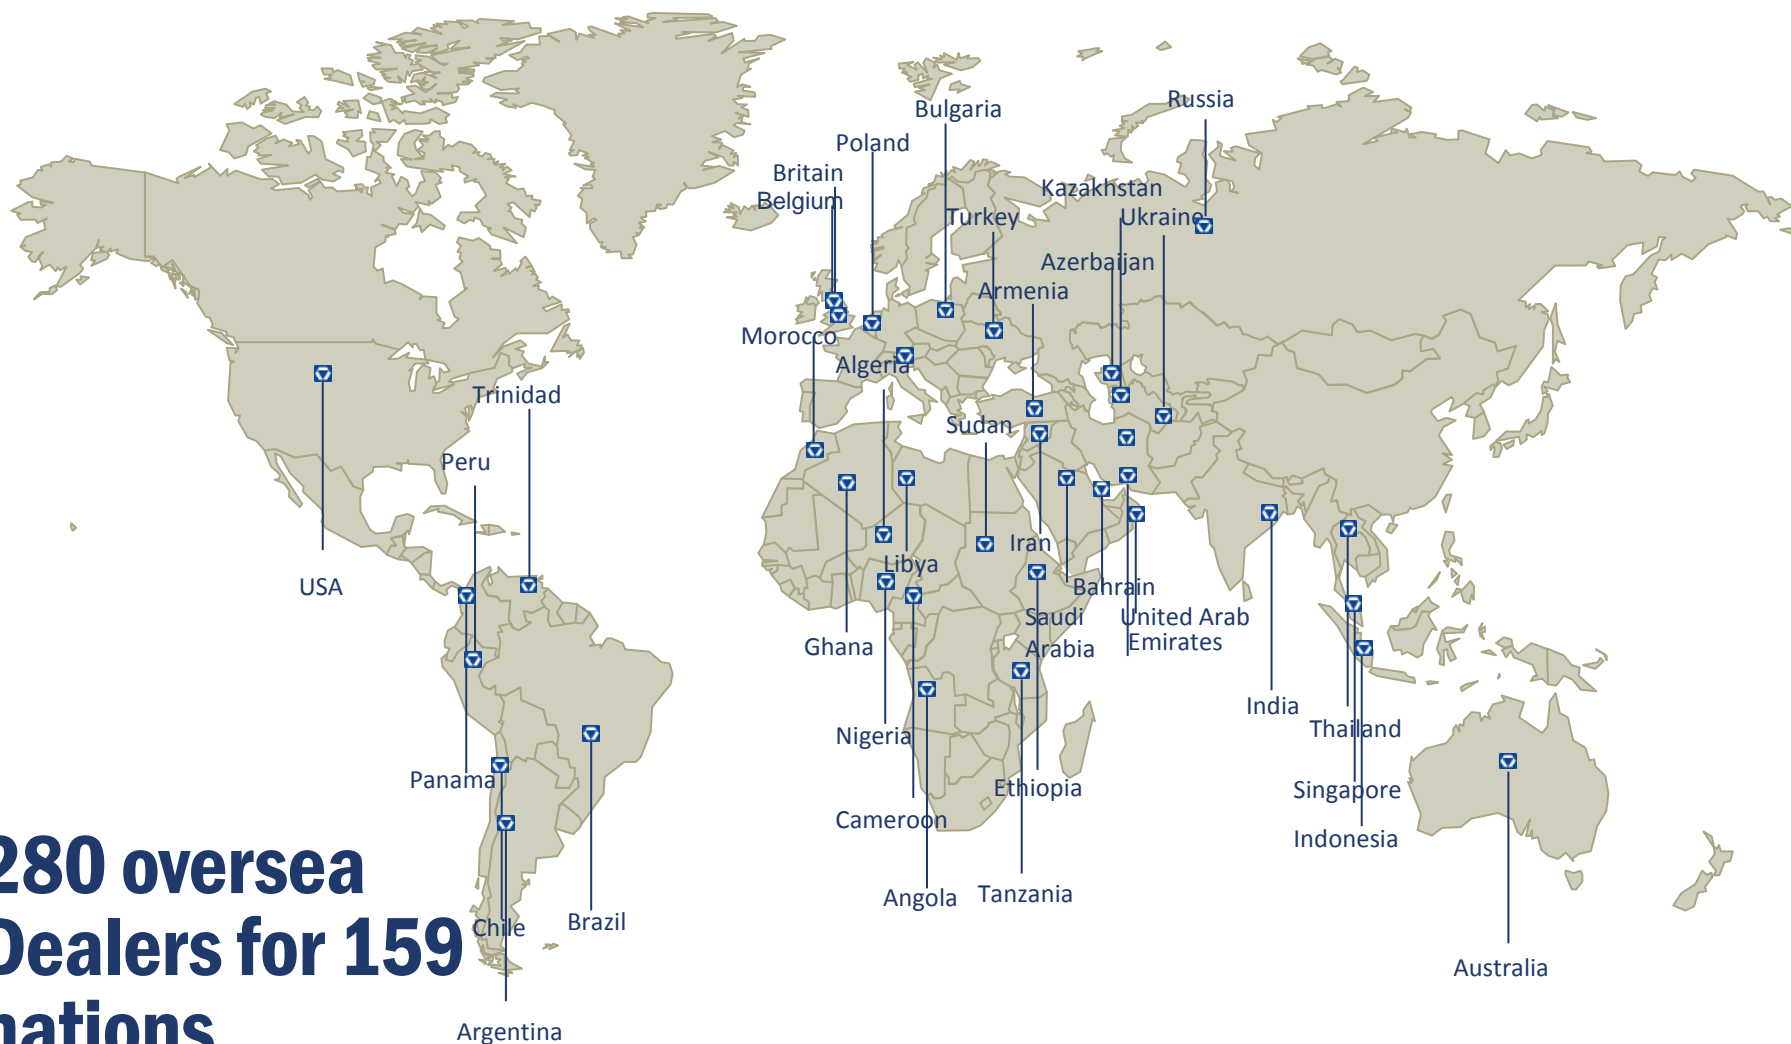 Russia
Bulgaria
Poland
Britain
Kazakhstan
Belgium
Turkey
Ukraine
Azerbaijan
Armenia
Morocco
Algeria
Trinidad
Sudan
Peru
Iran
Libya
USA
Bahrain
Saudi
Arabia
United Arab
Emirates
Ghana
India
Nigeria
Thailand
Panama
Ethiopia
Singapore
Cameroon
Indonesia
280 oversea
Dealers for 159
nations
Angola
Tanzania
Chile
Brazil
Australia
Argentina